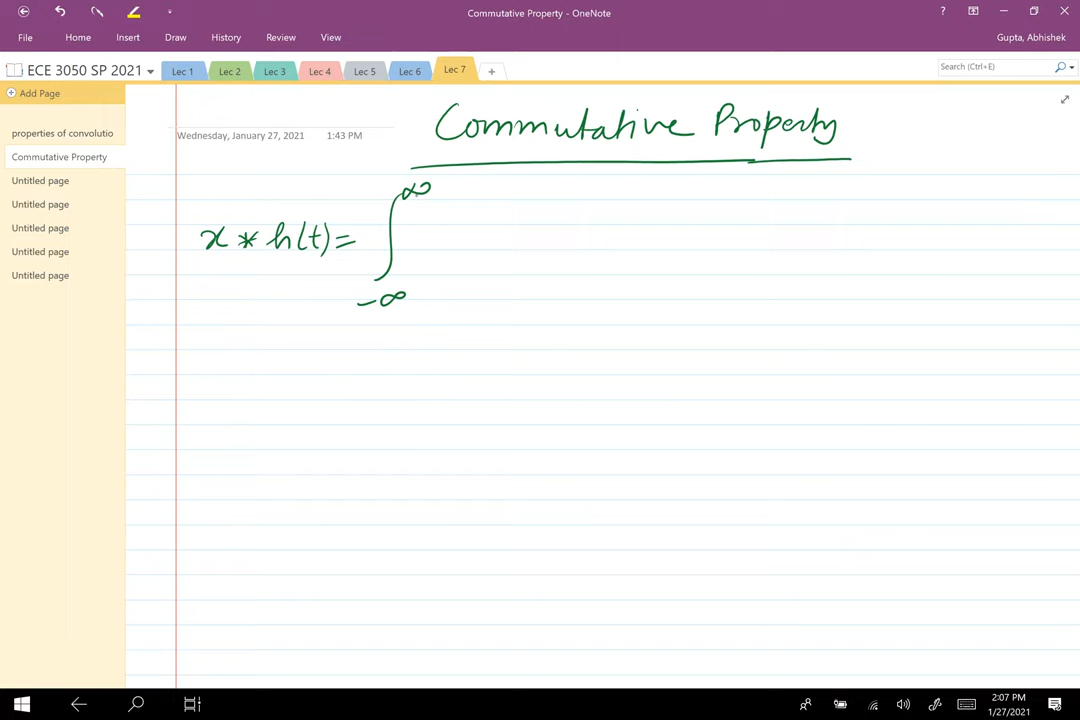 Commutative Property - OneNote
?
File Home Insert Draw History Review View
Gupta, Abhishek
ECE 3050 SP 2021
Lec 1 Lec 2 Lec 3 Lec 4 Lec 5 Lec 6 Lec 7 +
Search (Ctrl+E)
Add Page
properties of convolutio
Commutative Property
Untitled page
Untitled page
Untitled page
Untitled page
Untitled page
Wednesday, January 27, 2021 1:43 PM
Commutative Property
∞
x * h(t) = ∫
-∞
2:07 PM
1/27/2021